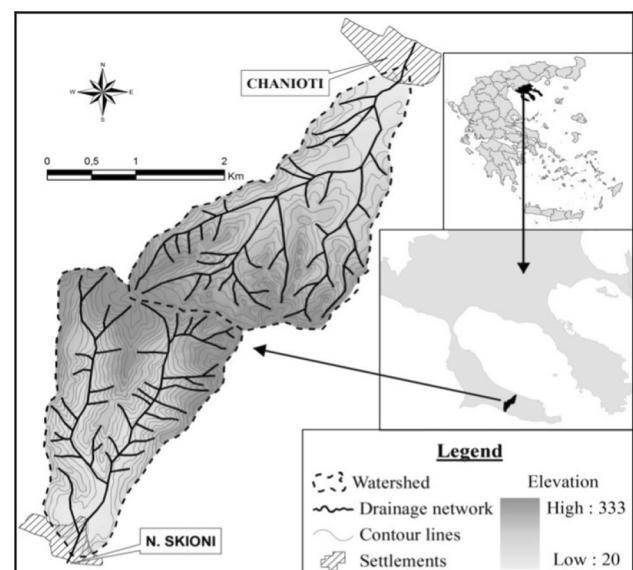 CHANIOTI
N
W E
S
0 0,5 1 2
Km
N. SKIONI
Legend
Watershed
Drainage network
Contour lines
Settlements
Elevation
High : 333
Low : 20